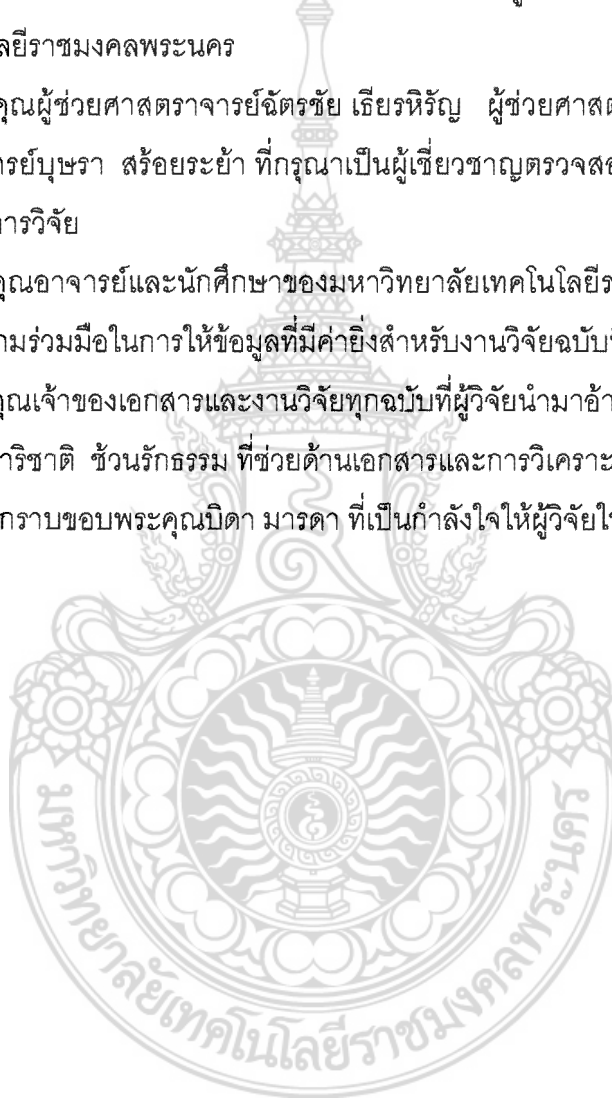 ลยีราชมงคลพระนคร
คุณผู้ช่วยศาสตราจารย์ฉัตรชัย เธียรหิรัญ ผู้ช่วยศาสต
ารย์บุษรา สร้อยระย้า ที่กรุณาเป็นผู้เชี่ยวชาญตรวจสอ
การวิจัย
คุณอาจารย์และนักศึกษาของมหาวิทยาลัยเทคโนโลยีร
ามร่วมมือในการให้ข้อมูลที่มีค่ายิ่งสำหรับงานวิจัยฉบับ
คุณเจ้าของเอกสารและงานวิจัยทุกฉบับที่ผู้วิจัยนำมาอ้า
าริชาติ ช้วนรักธรรม ที่ช่วยด้านเอกสารและการวิเคราะ
กราบขอบพระคุณบิดา มารดา ที่เป็นกำลังใจให้ผู้วิจัยใ
มหาวิทยาลัยเทคโนโลยีราชมงคลพระนคร